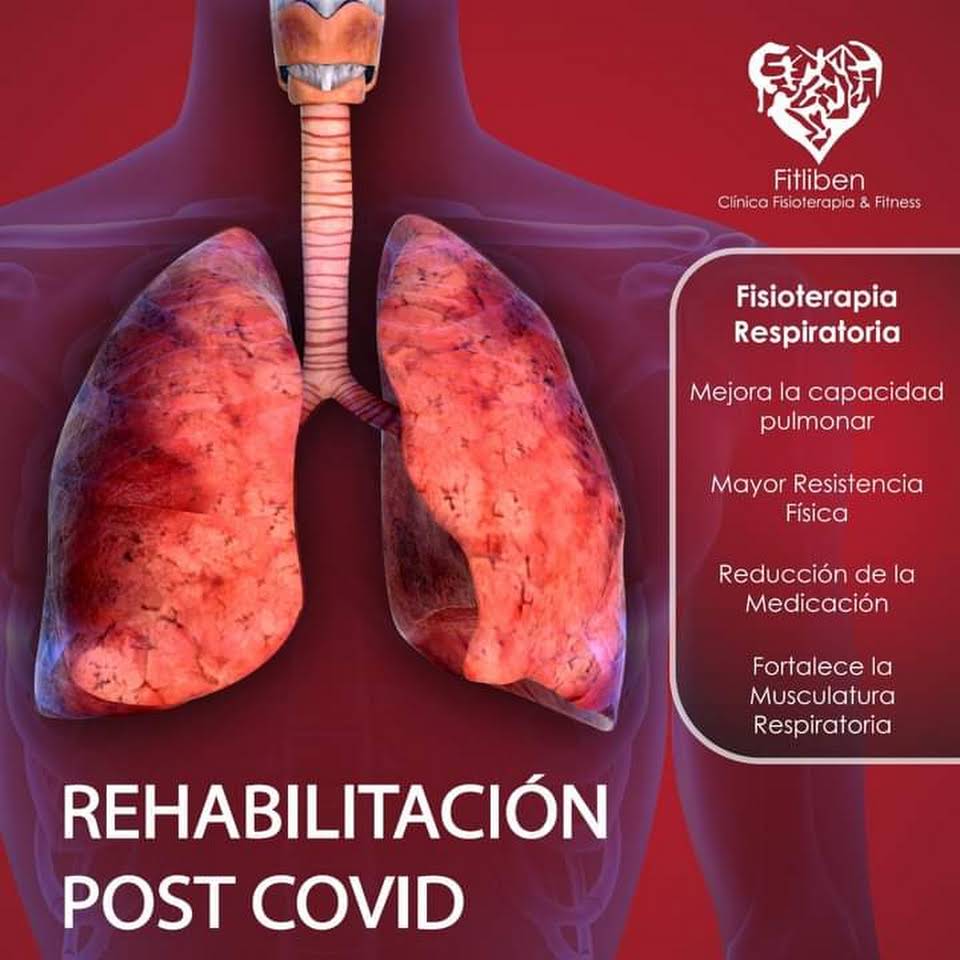 Fitliben
Clínica Fisioterapia & Fitness
Fisioterapia
Respiratoria
Mejora la capacidad
pulmonar
Mayor Resistencia
Física
Reducción de la
Medicación
Fortalece la
Musculatura
Respiratoria
REHABILITACIÓN
POST COVID